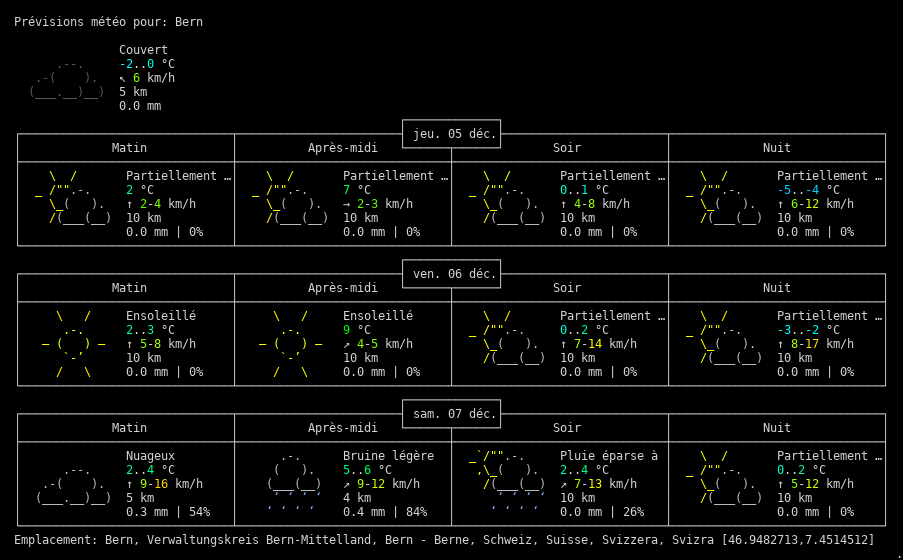 Prévisions météo pour: Bern
Couvert
-2..0 °C
↖ 6 km/h
5 km
0.0 mm
jeu. 05 déc.
Matin Après-midi Soir Nuit
Partiellement … Partiellement … Partiellement … Partiellement …
2 °C 7 °C 0..1 °C -5..-4 °C
↑ 2-4 km/h → 2-3 km/h ↑ 4-8 km/h ↑ 6-12 km/h
10 km 10 km 10 km 10 km
0.0 mm | 0% 0.0 mm | 0% 0.0 mm | 0% 0.0 mm | 0%
ven. 06 déc.
Matin Après-midi Soir Nuit
Ensoleillé Ensoleillé Partiellement … Partiellement …
2..3 °C 9 °C 0..2 °C -3..-2 °C
↑ 5-8 km/h ↗ 4-5 km/h ↑ 7-14 km/h ↑ 8-17 km/h
10 km 10 km 10 km 10 km
0.0 mm | 0% 0.0 mm | 0% 0.0 mm | 0% 0.0 mm | 0%
sam. 07 déc.
Matin Après-midi Soir Nuit
Nuageux Bruine légère Pluie éparse à Partiellement …
2..4 °C 5..6 °C 2..4 °C 0..2 °C
↑ 9-16 km/h ↗ 9-12 km/h ↗ 7-13 km/h ↑ 5-12 km/h
5 km 4 km 10 km 10 km
0.3 mm | 54% 0.4 mm | 84% 0.0 mm | 26% 0.0 mm | 0%
Emplacement: Bern, Verwaltungskreis Bern-Mittelland, Bern - Berne, Schweiz, Suisse, Svizzera, Svizra [46.9482713,7.4514512]